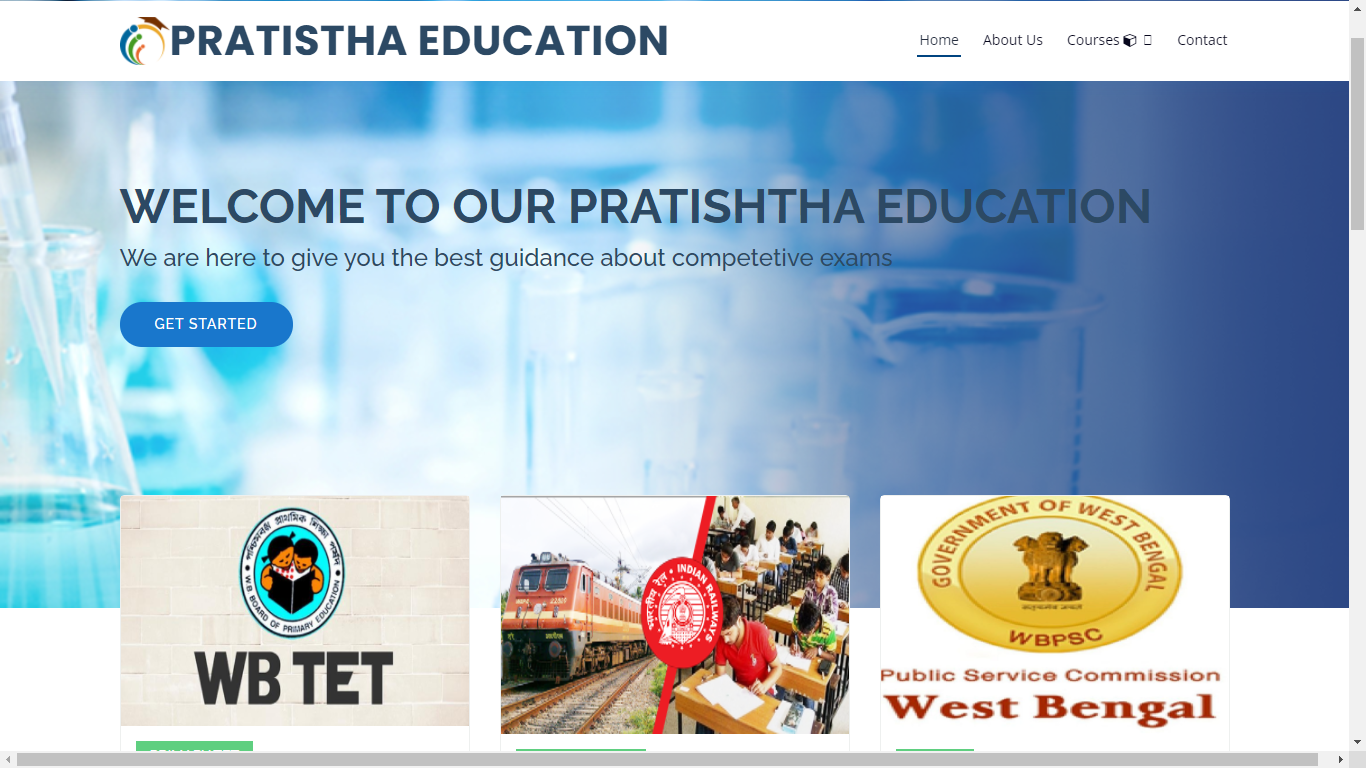 PRATISTHA EDUCATION
Home
About Us
Courses
Contact
WELCOME TO OUR PRATISHTHA EDUCATION
We are here to give you the best guidance about competetive exams
GET STARTED
পশ্চিমবঙ্গ প্রাথমিক শিক্ষা পর্ষদ
W B BOARD OF PRIMARY EDUCATION
WB TET
भारतीय रेल
INDIAN RAILWAYS
GOVERNMENT OF WEST BENGAL
सत्यमेव जयते
WBPSC
Public Service Commission
West Bengal